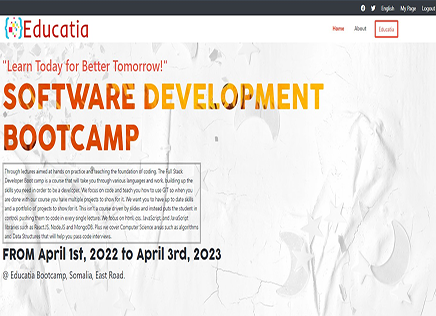 English My Page Logout
{ } Educatia
Home About Educatia
"Learn Today for Better Tomorrow!"
SOFTWARE DEVELOPMENT
BOOTCAMP
Through lectures aimed at hands on practice and teaching the foundation of coding. The Full Stack
Developer Boot camp is a course that will take you through various languages and work, building up the
skills you need in order to be a developer. We focus on code and teach you how to use GIT so when you
are done with our course you have multiple projects to show for it. We want you to have up to date skills
and a portfolio of projects to show for it. This isn't a course driven by slides and instead puts the student in
control, pushing them to code in every single lecture. We focus on html, css, JavaScript, and JavaScript
libraries such as ReactJS, NodeJS and MongoDB. Plus we cover Computer Science areas such as algorithms
and Data Structures that will help you pass code interviews.
FROM April 1st, 2022 to April 3rd, 2023
@ Educatia Bootcamp, Somalia, East Road.